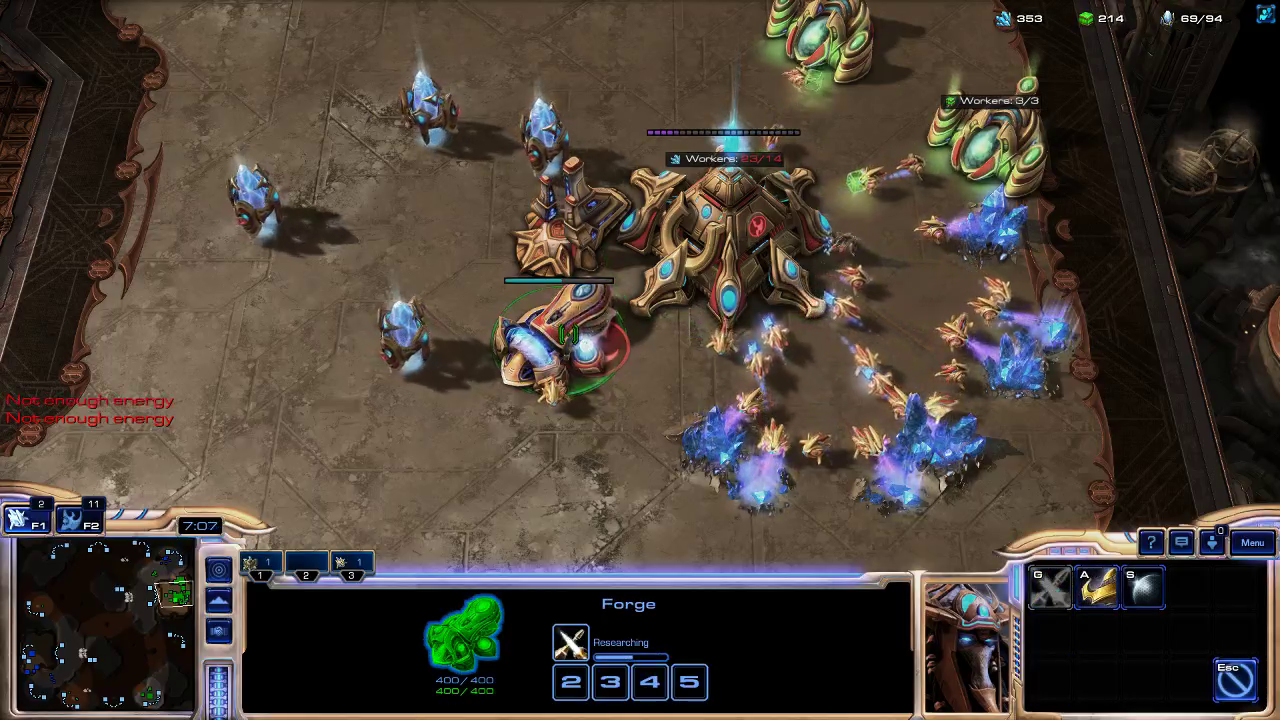 353
214
69/94
Workers: 3/3
Workers: 23/14
Not enough energy
Not enough energy
2
F1
11
F2
7:07
1
1
1
2
3
0
Menu
Forge
Researching
400/400
400/400
2
3
4
5
G
A
S
Esc